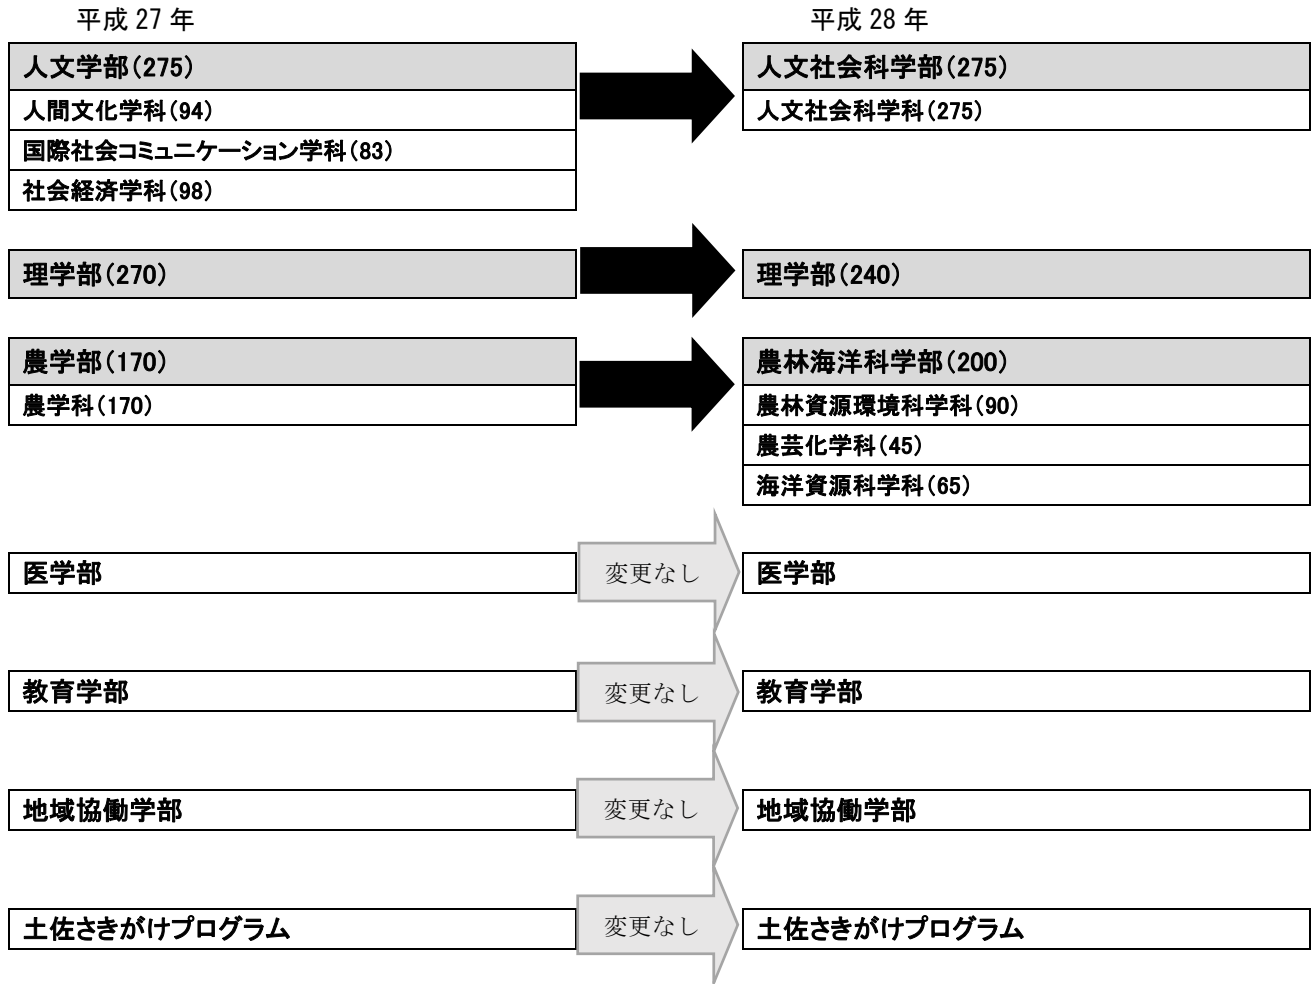 平成 27 年
平成 28 年
人文学部(275)
人文社会科学部(275)
人間文化学科(94)
人文社会科学科(275)
国際社会コミュニケーション学科(83)
社会経済学科(98)
理学部(270)
理学部(240)
農学部(170)
農林海洋科学部(200)
農学科(170)
農林資源環境科学科(90)
農芸化学科(45)
海洋資源科学科(65)
医学部
変更なし
医学部
教育学部
変更なし
教育学部
地域協働学部
変更なし
地域協働学部
土佐さきがけプログラム
変更なし
土佐さきがけプログラム